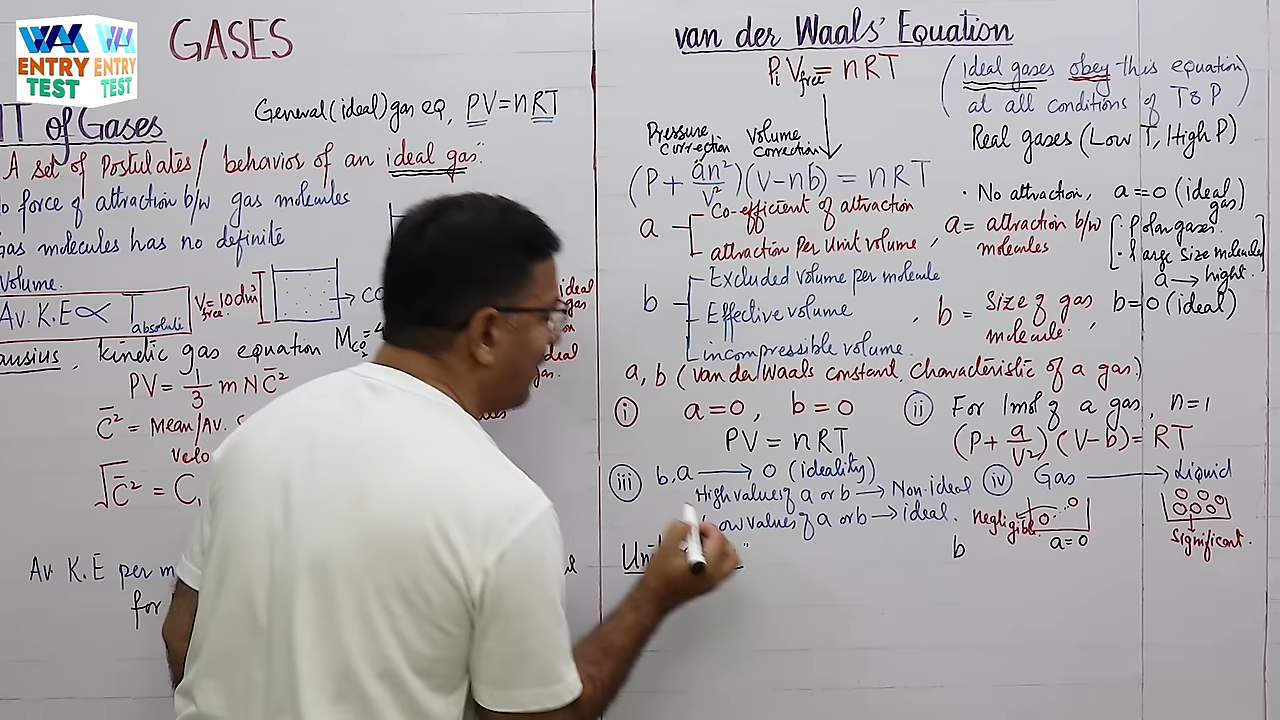 WAK WAK
ENTRY ENTRY
TEST TEST
GASES
General (ideal) gas eq, PV=nRT
of Gases
A set of Postulates/ behavior of an ideal gas"
force of attraction b/w gas molecules
Gas molecules has no definite
Volume.
Av. K.E ∝ T absolute
V free = 10 dm³
ideal
gas
kinetic gas equation
PV = 1/3 m N C̄²
C̄² = Mean/Av.
velo
√C̄² = C,
Av. K.E per m
for
van der Waals' Equation
Pi Vfree = nRT
(Ideal gases obey this equation
at all conditions of T & P)
Real gases (Low T, High P)
Pressure correction
Volume correction
(P + an²/V²)(V-nb) = nRT
· No attraction, a=0 (ideal gas)
a
Co-efficient of attraction
attraction Per Unit volume, a = attraction b/w molecules
· Polar gases.
· Large Size molecules
a → hight.
b
Excluded volume per molecule
Effective volume
incompressible volume.
, b = Size of gas molecule, b=0 (ideal)
a, b (van der Waals constant, characteristic of a gas)
(i) a=0, b=0
PV = nRT
(ii) For 1mol of a gas, n=1
(P + a/V²)(V-b) = RT
(iii) b.a → 0 (ideality)
High values of a or b → Non-ideal
Low values of a or b → ideal.
(iv) Gas → Liquid
Negligible
a=0
Significant.
b